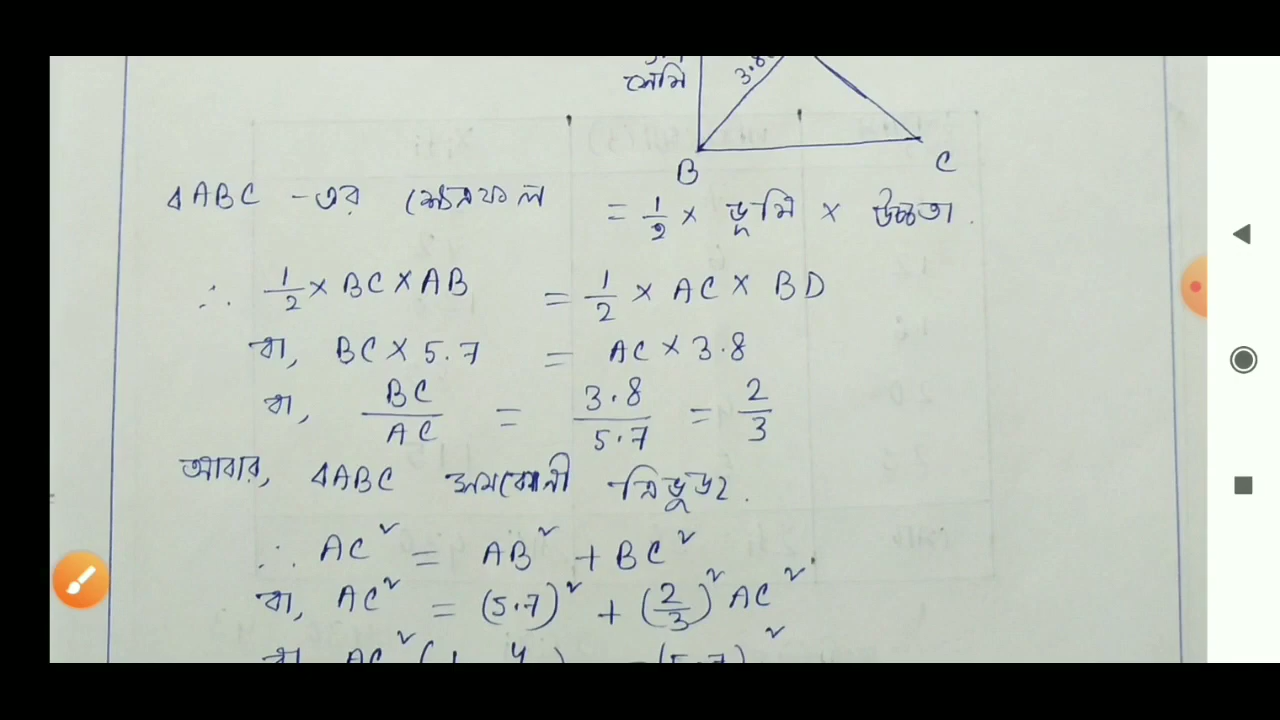 সেমি
3.8
B
C
△ABC -এর ক্ষেত্রফল = 1/2 × ভূমি × উচ্চতা.
∴ 1/2 × BC × AB = 1/2 × AC × BD
বা, BC × 5.7 = AC × 3.8
বা, BC/AC = 3.8/5.7 = 2/3
আবার, △ABC সমকোণী ত্রিভুজ.
∴ AC² = AB² + BC²
বা, AC² = (5.7)² + (2/3)² AC²